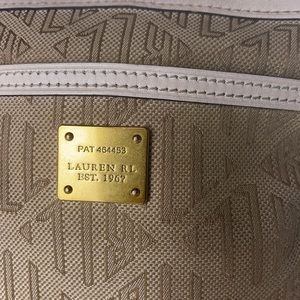 PAT 464453
LAUREN RL
EST. 1967